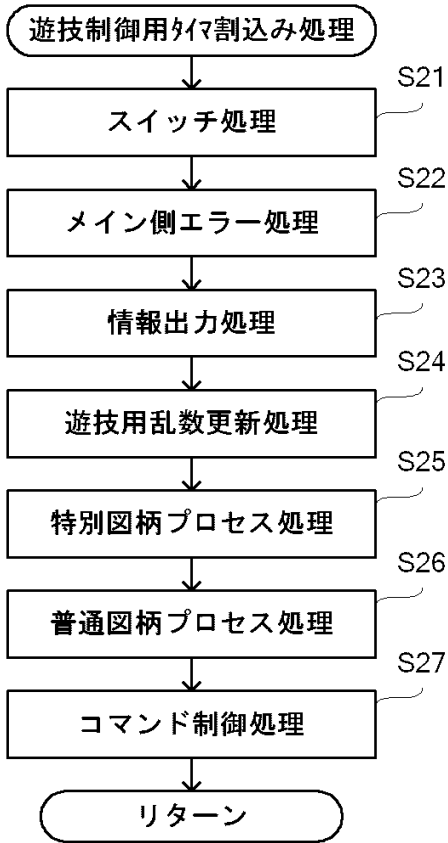 遊技制御用ﾀｲﾏ割込み処理
S21
スイッチ処理
S22
メイン側エラー処理
S23
情報出力処理
S24
遊技用乱数更新処理
S25
特別図柄プロセス処理
S26
普通図柄プロセス処理
S27
コマンド制御処理
リターン